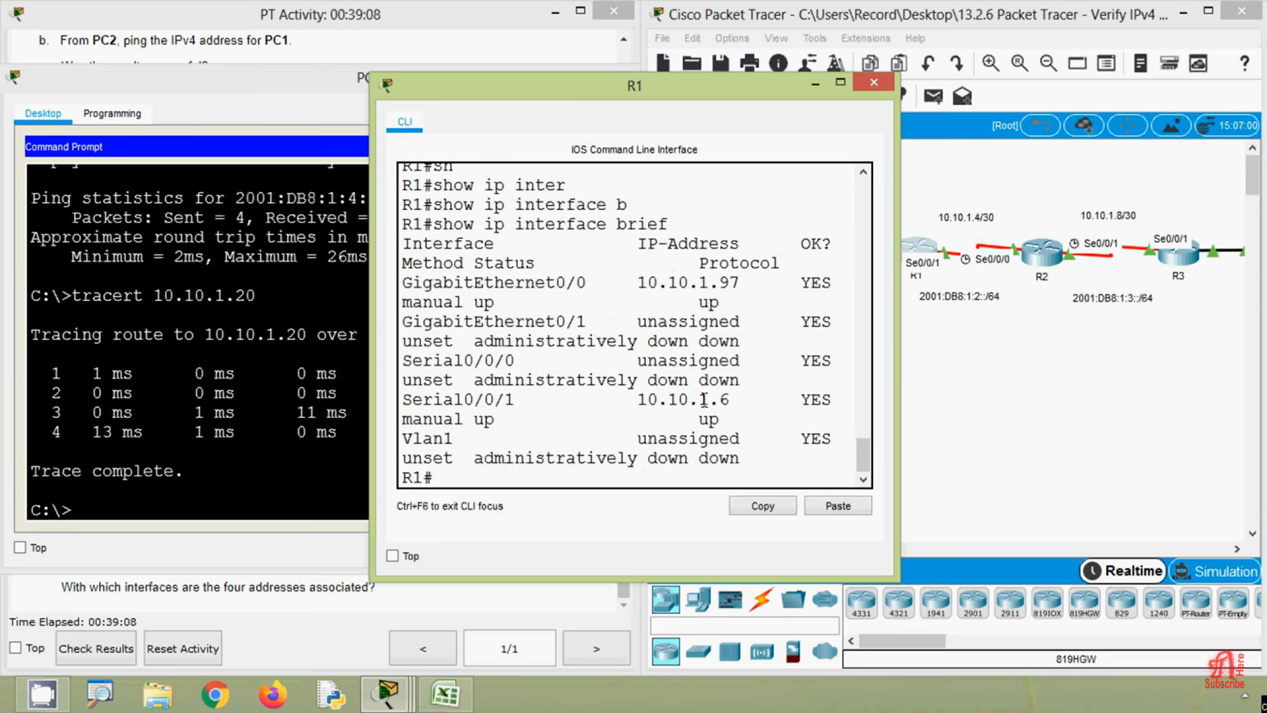 PT Activity: 00:39:08
b. From PC2, ping the IPv4 address for PC1.
Desktop
Programming
Command Prompt
Ping statistics for 2001:DB8:1:4:
Packets: Sent = 4, Received =
Approximate round trip times in m
Minimum = 2ms, Maximum = 26ms
C:\>tracert 10.10.1.20
Tracing route to 10.10.1.20 over
1 1 ms 0 ms 0 ms
2 0 ms 0 ms 0 ms
3 0 ms 1 ms 11 ms
4 13 ms 1 ms 0 ms
Trace complete.
C:\>
Top
With which interfaces are the four addresses associated?
Time Elapsed: 00:39:08
Top
Check Results
Reset Activity
<
1/1
>
R1
CLI
IOS Command Line Interface
R1#sh
R1#show ip inter
R1#show ip interface b
R1#show ip interface brief
Interface IP-Address OK?
Method Status Protocol
GigabitEthernet0/0 10.10.1.97 YES
manual up up
GigabitEthernet0/1 unassigned YES
unset administratively down down
Serial0/0/0 unassigned YES
unset administratively down down
Serial0/0/1 10.10.1.6 YES
manual up up
Vlan1 unassigned YES
unset administratively down down
R1#
Ctrl+F6 to exit CLI focus
Copy
Paste
Top
Cisco Packet Tracer - C:\Users\Record\Desktop\13.2.6 Packet Tracer - Verify IPv4 ...
File Edit Options View Tools Extensions Help
[Root]
15:07:00
10.10.1.4/30
10.10.1.8/30
Se0/0/1
Se0/0/0
Se0/0/1
Se0/0/1
R1
R2
R3
2001:DB8:1:2::/64
2001:DB8:1:3::/64
Realtime
Simulation
4331 4321 1941 2901 2911 819IOX 819HGW 829 1240 PT-Router PT-Empty
819HGW
Subscribe
Here